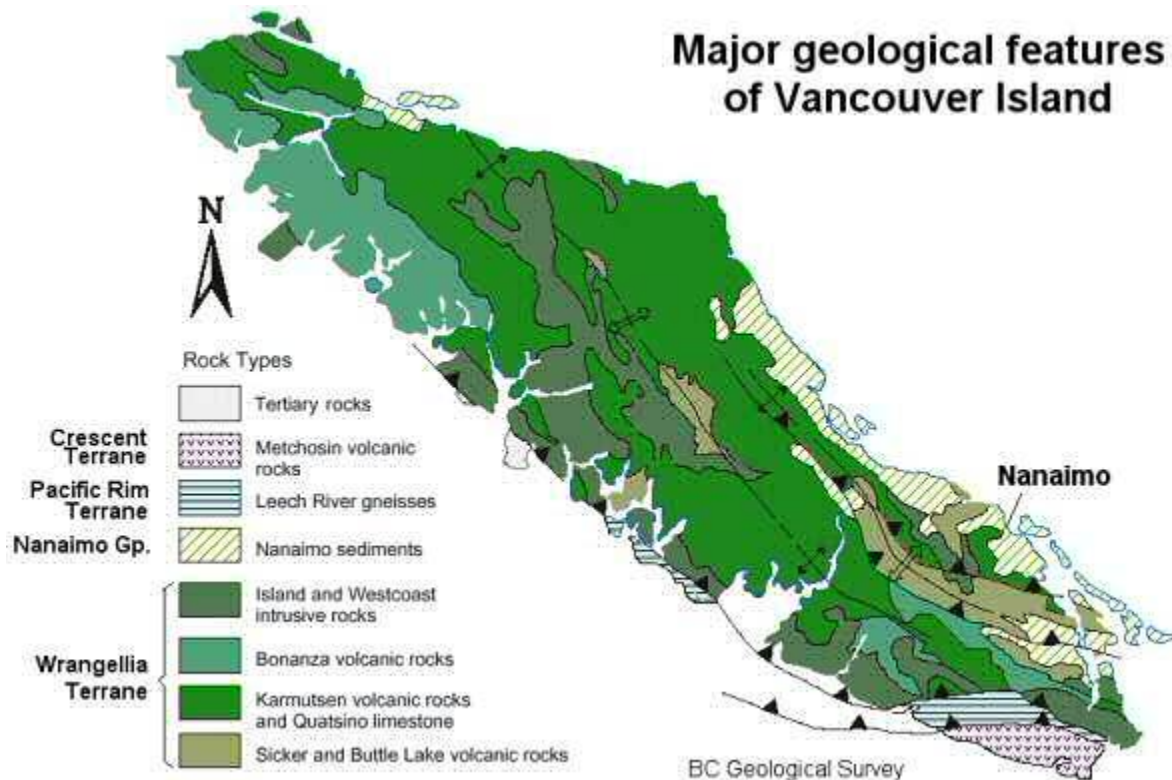 Major geological features
of Vancouver Island
N
Rock Types
Tertiary rocks
Crescent
Terrane
Metchosin volcanic
rocks
Pacific Rim
Terrane
Leech River gneisses
Nanaimo Gp.
Nanaimo sediments
Wrangellia
Terrane
Island and Westcoast
intrusive rocks
Bonanza volcanic rocks
Karmutsen volcanic rocks
and Quatsino limestone
Sicker and Buttle Lake volcanic rocks
Nanaimo
BC Geological Survey